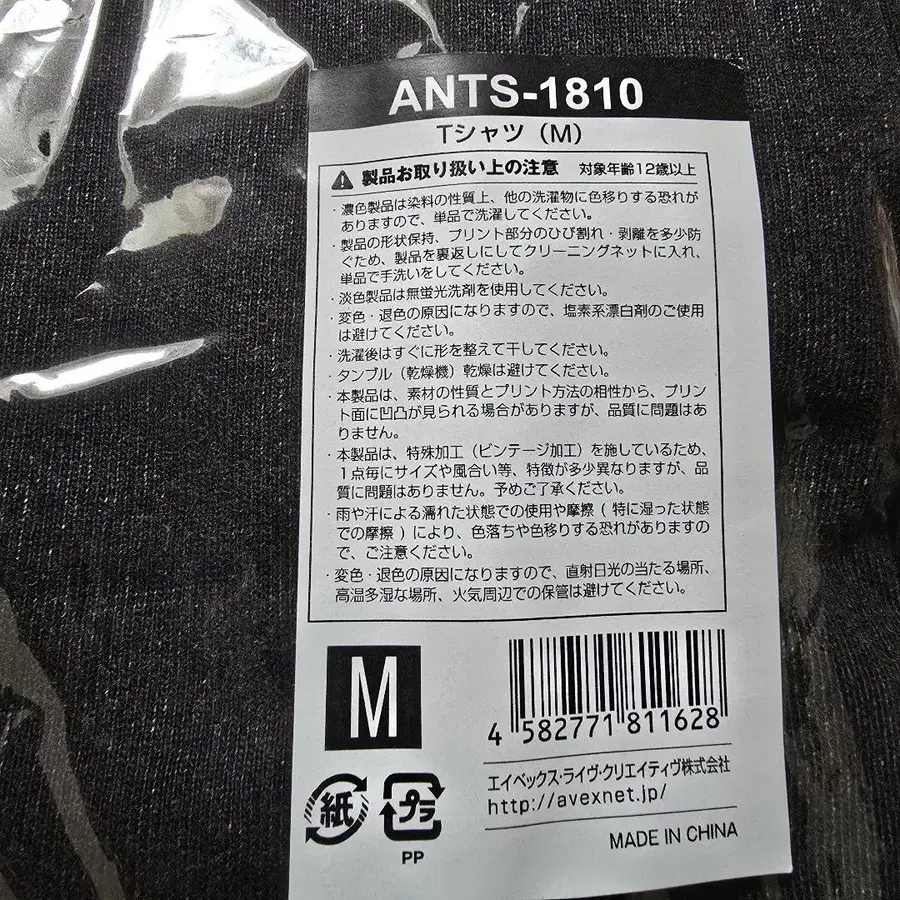 ANTS-1810
Tシャツ（M）
製品お取り扱い上の注意　対象年齢12歳以上
・濃色製品は染料の性質上、他の洗濯物に色移りする恐れが
ありますので、単品で洗濯してください。
・製品の形状保持、プリント部分のひび割れ・剥離を多少防
ぐため、製品を裏返しにしてクリーニングネットに入れ、
単品で手洗いをしてください。
・淡色製品は無蛍光洗剤を使用してください。
・変色・退色の原因になりますので、塩素系漂白剤のご使用
は避けてください。
・洗濯後はすぐに形を整えて干してください。
・タンブル（乾燥機）乾燥は避けてください。
・本製品は、素材の性質とプリント方法の相性から、プリント
面に凹凸が見られる場合がありますが、品質に問題はあ
りません。
・本製品は、特殊加工（ビンテージ加工）を施しているため、
1点毎にサイズや風合い等、特徴が多少異なりますが、品
質に問題はありません。予めご了承ください。
・雨や汗による濡れた状態での使用や摩擦（特に湿った状態
での摩擦）により、色落ちや色移りする恐れがありますの
で、ご注意ください。
・変色・退色の原因になりますので、直射日光の当たる場所、
高温多湿な場所、火気周辺での保管は避けてください。
M
4 582771 811628
エイベックス・ライヴ・クリエイティヴ株式会社
http://avexnet.jp/
紙
プラ
PP
MADE IN CHINA